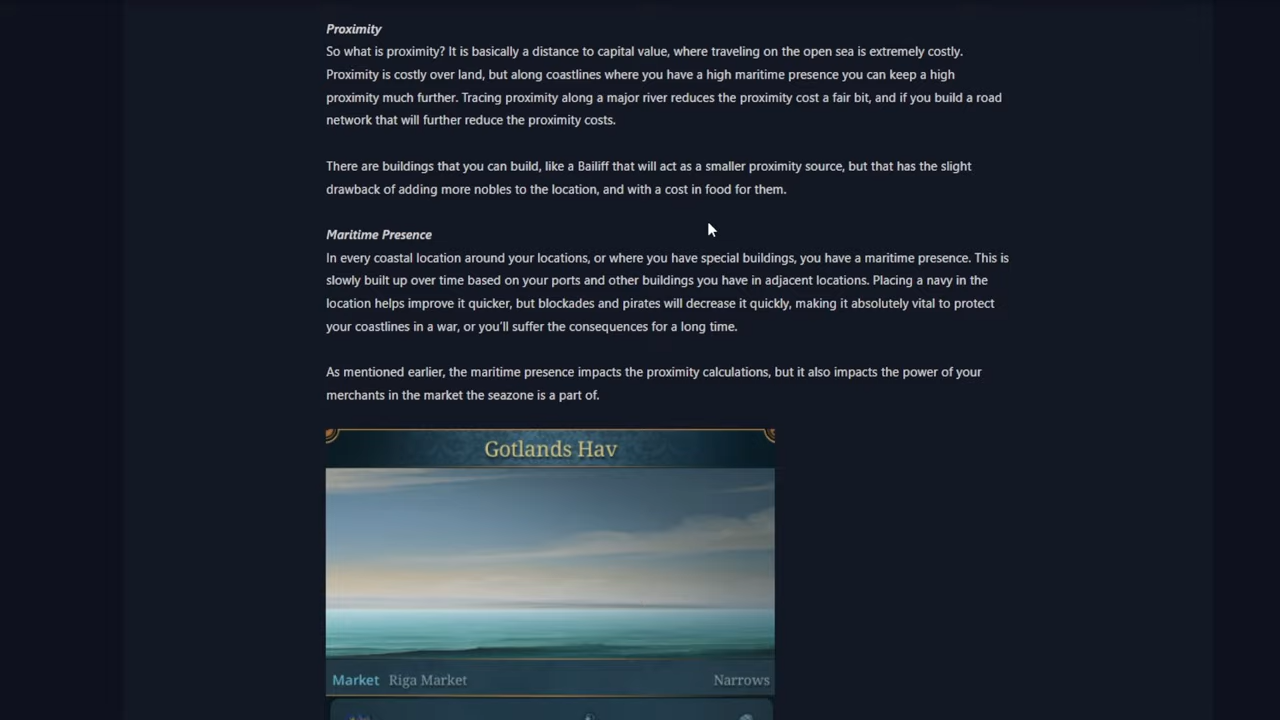 Proximity
So what is proximity? It is basically a distance to capital value, where traveling on the open sea is extremely costly.
Proximity is costly over land, but along coastlines where you have a high maritime presence you can keep a high
proximity much further. Tracing proximity along a major river reduces the proximity cost a fair bit, and if you build a road
network that will further reduce the proximity costs.
There are buildings that you can build, like a Bailiff that will act as a smaller proximity source, but that has the slight
drawback of adding more nobles to the location, and with a cost in food for them.
Maritime Presence
In every coastal location around your locations, or where you have special buildings, you have a maritime presence. This is
slowly built up over time based on your ports and other buildings you have in adjacent locations. Placing a navy in the
location helps improve it quicker, but blockades and pirates will decrease it quickly, making it absolutely vital to protect
your coastlines in a war, or you'll suffer the consequences for a long time.
As mentioned earlier, the maritime presence impacts the proximity calculations, but it also impacts the power of your
merchants in the market the seazone is a part of.
Gotlands Hav
Market Riga Market Narrows